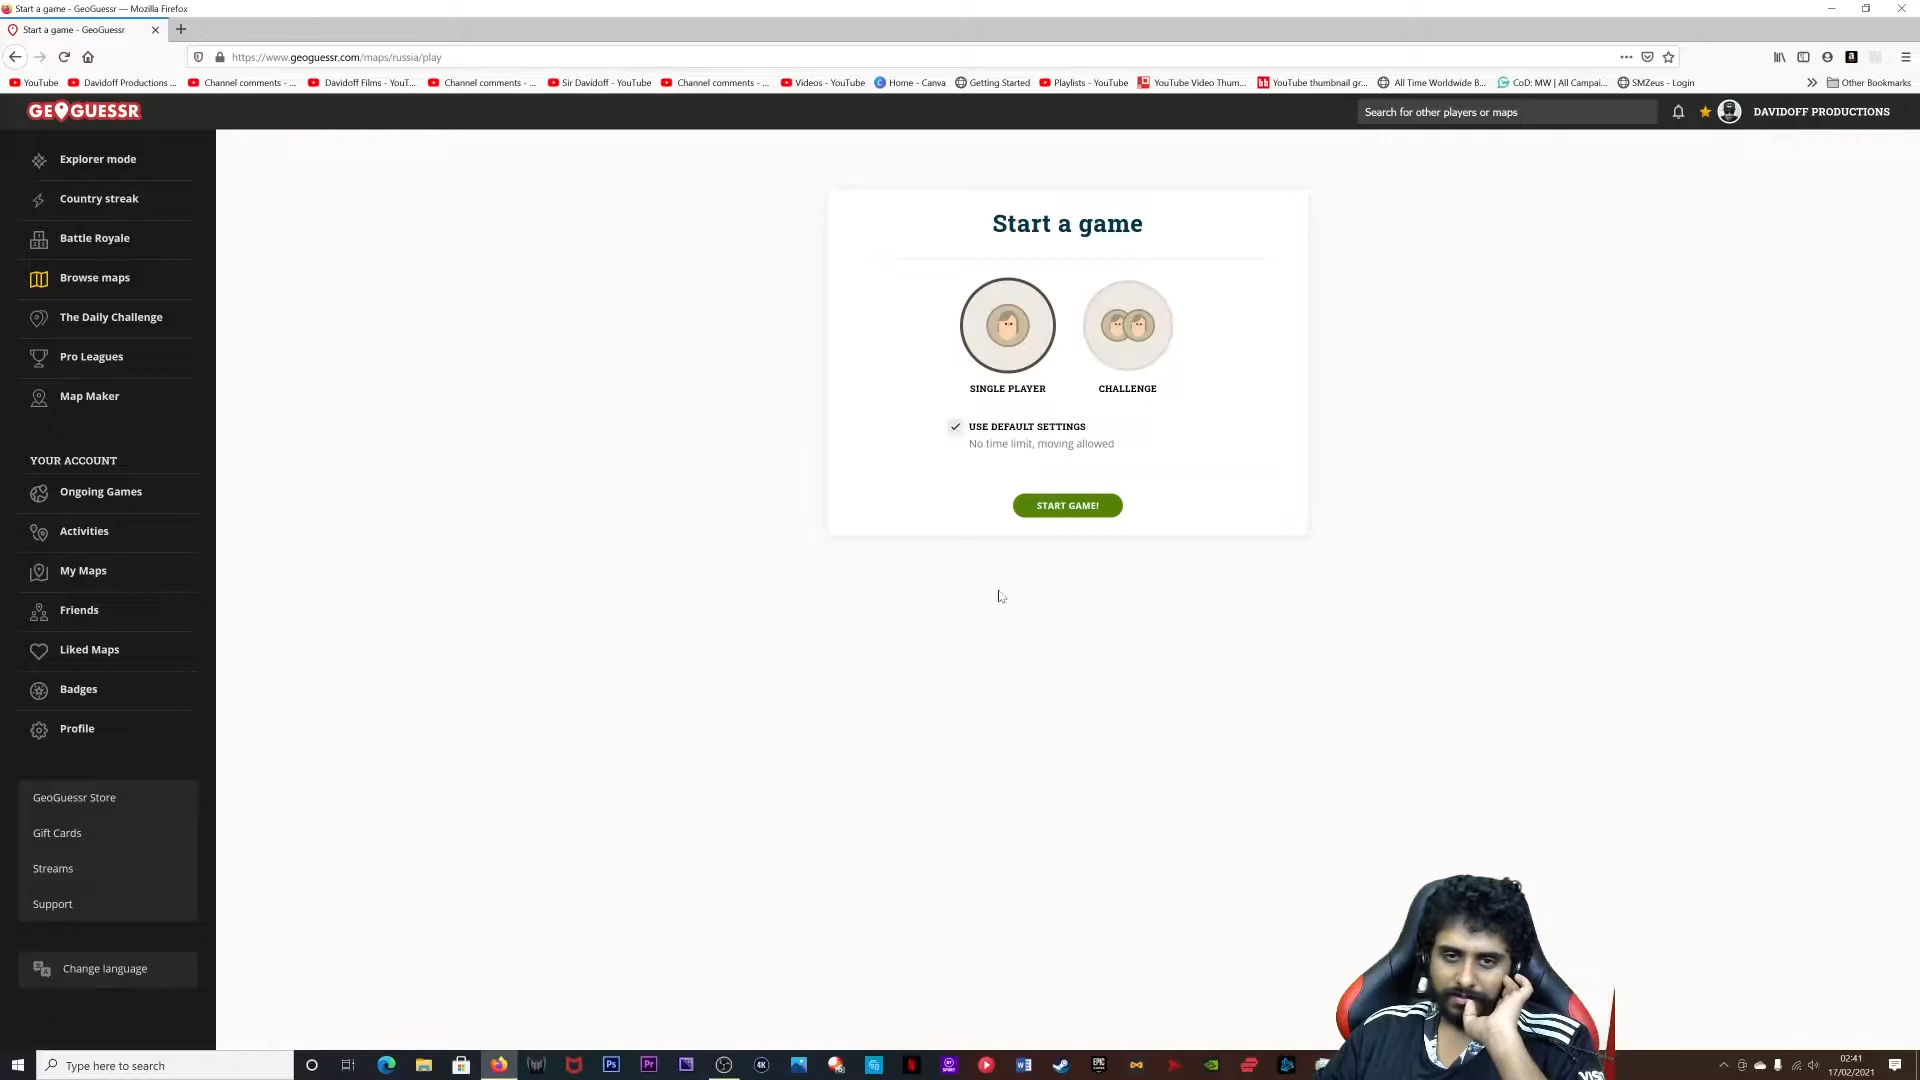 Start a game - GeoGuessr — Mozilla Firefox
Start a game - GeoGuessr
https://www.geoguessr.com/maps/russia/play
YouTube
Davidoff Productions ...
Channel comments - ...
Davidoff Films - YouT...
Channel comments - ...
Sir Davidoff - YouTube
Channel comments - ...
Videos - YouTube
Home - Canva
Getting Started
Playlists - YouTube
YouTube Video Thum...
YouTube thumbnail gr...
All Time Worldwide B...
CoD: MW | All Campai...
SMZeus - Login
Other Bookmarks
GEOGUESSR
Search for other players or maps
DAVIDOFF PRODUCTIONS
Explorer mode
Country streak
Battle Royale
Browse maps
The Daily Challenge
Pro Leagues
Map Maker
YOUR ACCOUNT
Ongoing Games
Activities
My Maps
Friends
Liked Maps
Badges
Profile
GeoGuessr Store
Gift Cards
Streams
Support
Change language
Start a game
SINGLE PLAYER
CHALLENGE
USE DEFAULT SETTINGS
No time limit, moving allowed
START GAME!
Type here to search
02:41
17/02/2021